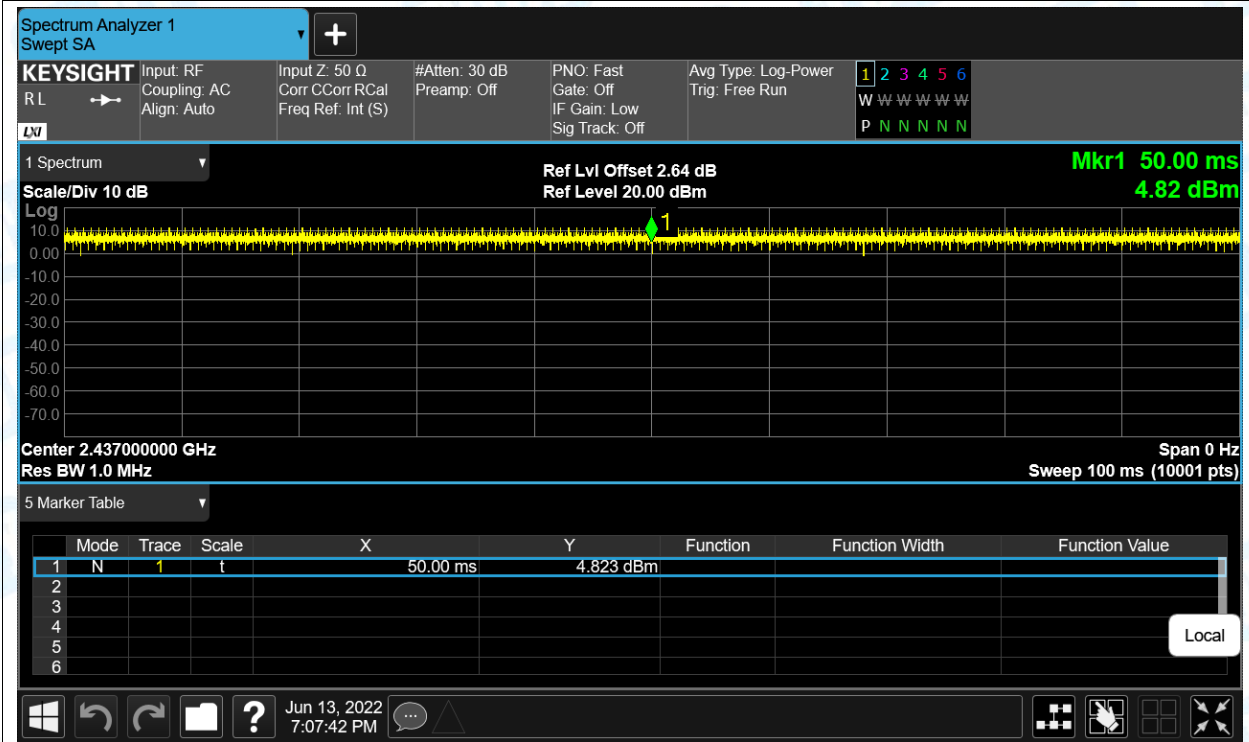 Spectrum Analyzer 1
Swept SA
KEYSIGHT
R L
LXI
Input: RF
Coupling: AC
Align: Auto
Input Z: 50 Ω
Corr CCorr RCal
Freq Ref: Int (S)
#Atten: 30 dB
Preamp: Off
PNO: Fast
Gate: Off
IF Gain: Low
Sig Track: Off
Avg Type: Log-Power
Trig: Free Run
1 2 3 4 5 6
W W W W W W
P N N N N N
1 Spectrum
Scale/Div 10 dB
Ref Lvl Offset 2.64 dB
Ref Level 20.00 dBm
Mkr1 50.00 ms
4.82 dBm
Log
10.0
0.00
-10.0
-20.0
-30.0
-40.0
-50.0
-60.0
-70.0
1
Center 2.437000000 GHz
Res BW 1.0 MHz
Span 0 Hz
Sweep 100 ms (10001 pts)
5 Marker Table
Mode Trace Scale X Y Function Function Width Function Value
1 N 1 t 50.00 ms 4.823 dBm
2
3
4
5
6
Local
?
Jun 13, 2022
7:07:42 PM